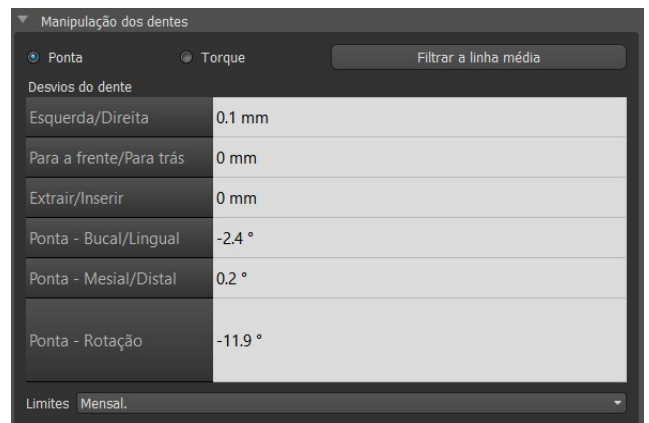 Manipulação dos dentes
Ponta Torque Filtrar a linha média
Desvios do dente
Esquerda/Direita 0.1 mm
Para a frente/Para trás 0 mm
Extrair/Inserir 0 mm
Ponta - Bucal/Lingual -2.4 °
Ponta - Mesial/Distal 0.2 °
Ponta - Rotação -11.9 °
Limites Mensal.